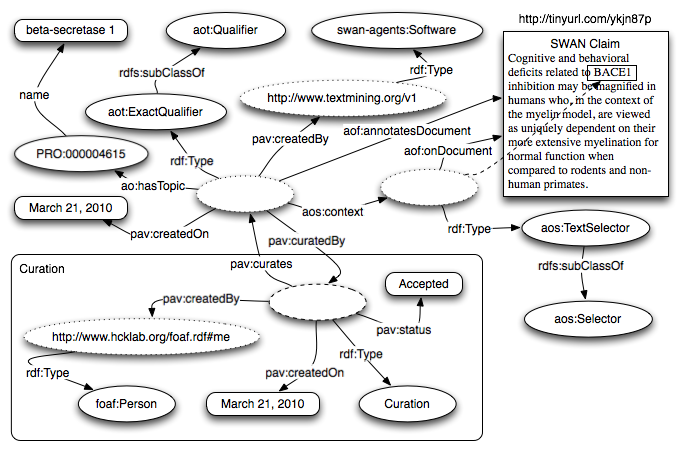 http://tinyurl.com/ykjn87p
beta-secretase 1
aot:Qualifier
swan-agents:Software
SWAN Claim
Cognitive and behavioral
deficits related to BACE1
inhibition may be magnified in
humans who, in the context of
the myelin model, are viewed
as uniquely dependent on their
more extensive myelination for
normal function when
compared to rodents and non-
human primates.
rdfs:subClassOf
rdf:Type
name
aot:ExactQualifier
http://www.textmining.org/v1
pav:createdBy
aof:annotatesDocument
aof:onDocument
PRO:000004615
rdf:Type
ao:hasTopic
March 21, 2010
aos:context
pav:createdOn
rdf:Type
aos:TextSelector
pav:curatedBy
pav:curates
rdfs:subClassOf
aos:Selector
Curation
Accepted
pav:createdBy
pav:status
http://www.hcklab.org/foaf.rdf#me
rdf:Type
rdf:Type
pav:createdOn
foaf:Person
March 21, 2010
Curation